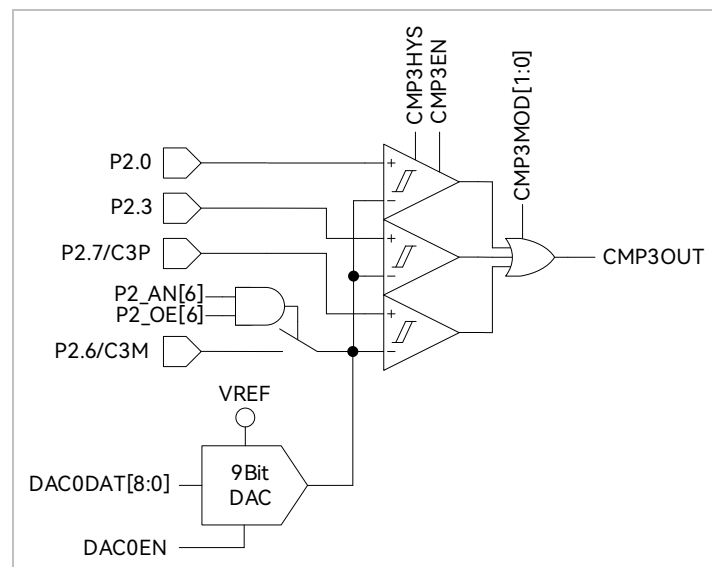 CMP3HYS
CMP3EN
CMP3MOD[1:0]
P2.0
+
−
P2.3
+
−
CMP3OUT
P2.7/C3P
+
−
P2_AN[6]
P2_OE[6]
P2.6/C3M
VREF
9Bit
DAC
DAC0DAT[8:0]
DAC0EN